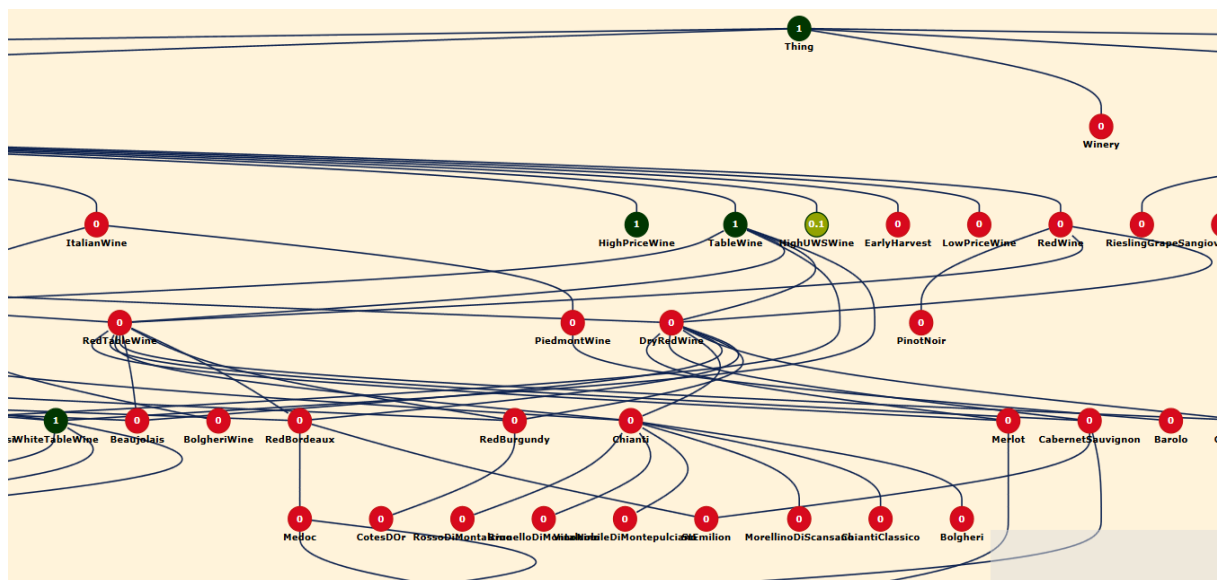 1
Thing
0
Winery
0 1 1 0.1 0 0 0 0
ItalianWine HighPriceWine TableWine HighUWSWine EarlyHarvest LowPriceWine RedWine RieslingGrape Sangiov
0 0 0 0
RedTableWine PiedmontWine DryRedWine PinotNoir
1 0 0 0 0 0 0 0 0
WhiteTableWine Beaujolais BolgheriWine RedBordeaux RedBurgundy Chianti Merlot CabernetSauvignon Barolo
0 0 0 0 0 0 0 0 0
Medoc CotesDOr StEmilion MorellinoDiScansano ChiantiClassico Bolgheri